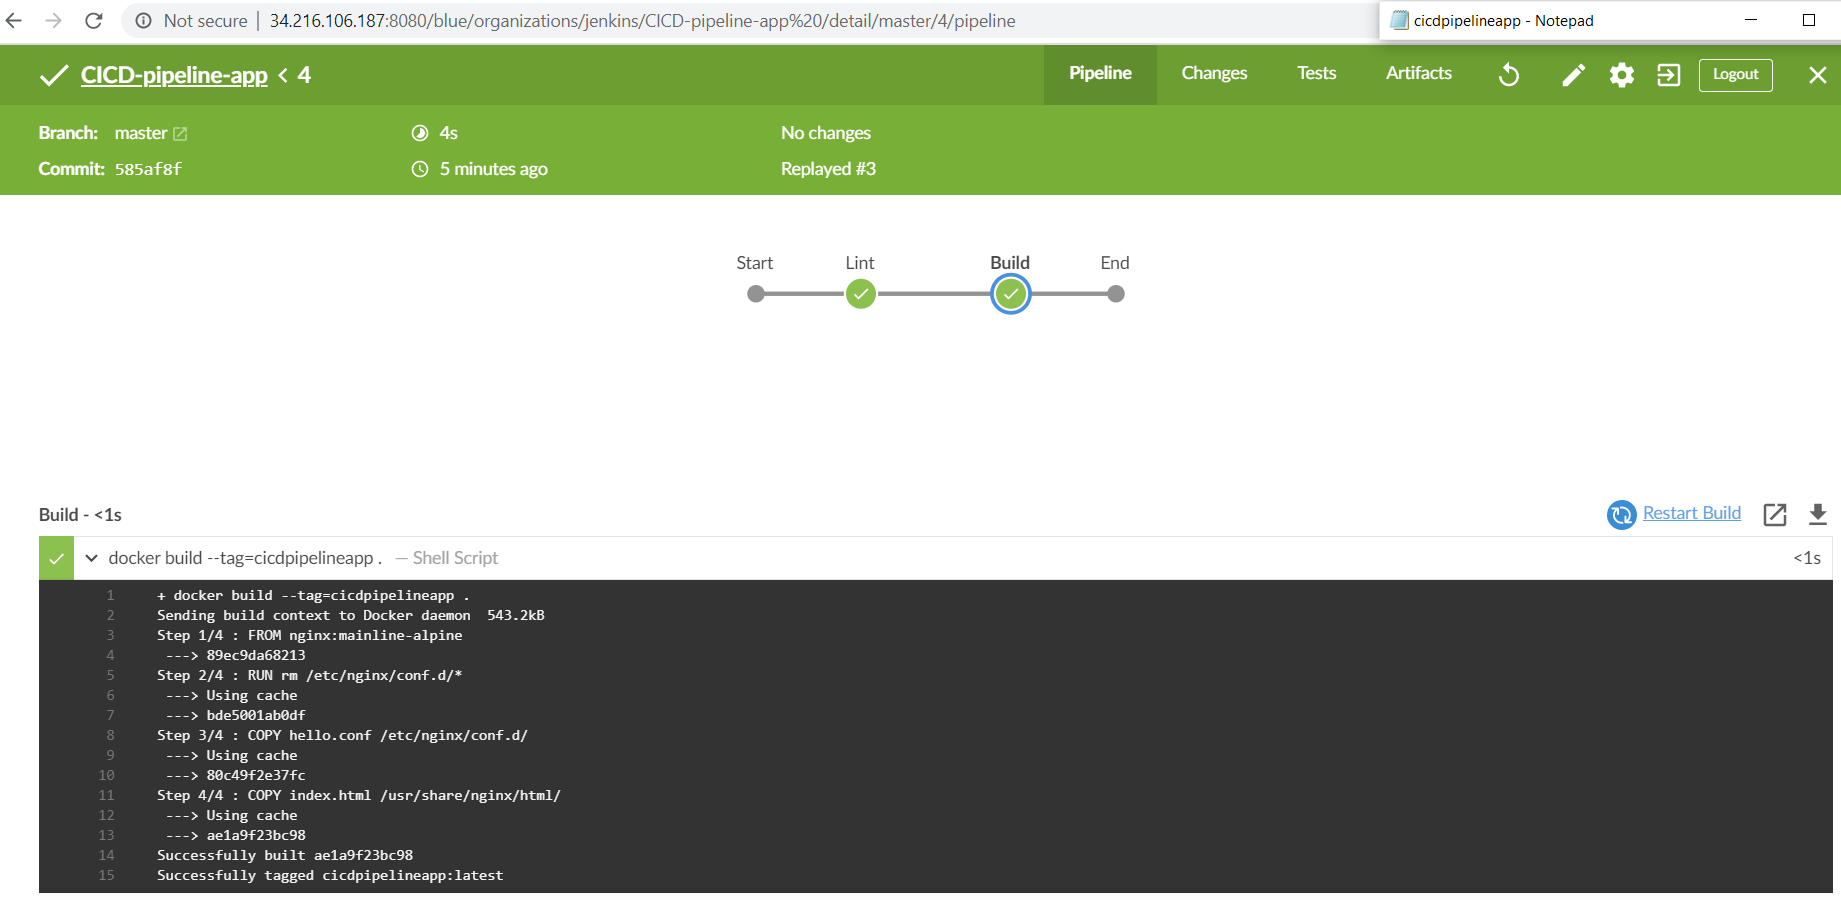 Not secure | 34.216.106.187:8080/blue/organizations/jenkins/CICD-pipeline-app%20/detail/master/4/pipeline
cicdpipelineapp - Notepad
CICD-pipeline-app < 4
Pipeline Changes Tests Artifacts Logout
Branch: master 4s No changes
Commit: 585af8f 5 minutes ago Replayed #3
Start Lint Build End
Build - <1s
Restart Build
docker build --tag=cicdpipelineapp . — Shell Script <1s
1 + docker build --tag=cicdpipelineapp .
2 Sending build context to Docker daemon  543.2kB
3 Step 1/4 : FROM nginx:mainline-alpine
4 ---> 89ec9da68213
5 Step 2/4 : RUN rm /etc/nginx/conf.d/*
6 ---> Using cache
7 ---> bde5001ab0df
8 Step 3/4 : COPY hello.conf /etc/nginx/conf.d/
9 ---> Using cache
10 ---> 80c49f2e37fc
11 Step 4/4 : COPY index.html /usr/share/nginx/html/
12 ---> Using cache
13 ---> ae1a9f23bc98
14 Successfully built ae1a9f23bc98
15 Successfully tagged cicdpipelineapp:latest